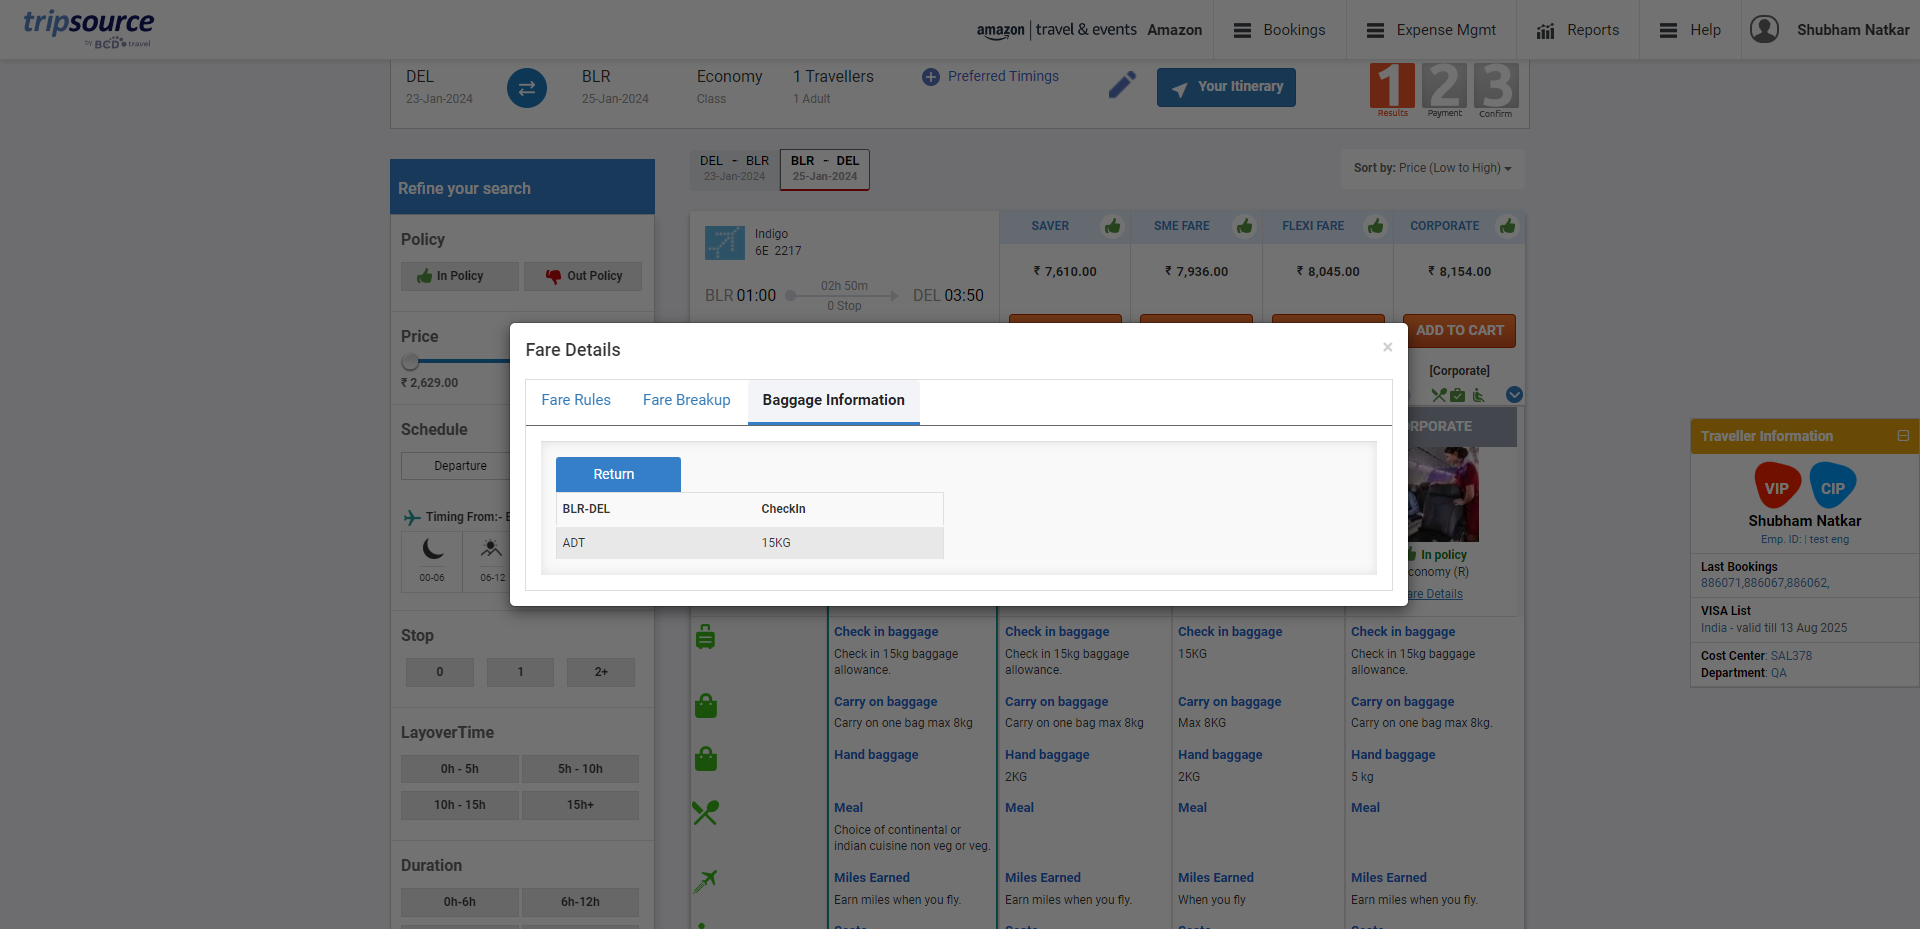 tripsource
by BCD travel
amazon | travel & events Amazon
Bookings
Expense Mgmt
Reports
Help
Shubham Natkar
DEL
23-Jan-2024
BLR
25-Jan-2024
Economy
Class
1 Travellers
1 Adult
Preferred Timings
Your Itinerary
1 2 3
Results Payment Confirm
DEL - BLR
23-Jan-2024
BLR - DEL
25-Jan-2024
Sort by: Price (Low to High)
Refine your search
Policy
In Policy
Out Policy
Price
₹ 2,629.00
Schedule
Departure
Timing From:-
00-06
06-12
Stop
0
1
2+
LayoverTime
0h - 5h
5h - 10h
10h - 15h
15h+
Duration
0h-6h
6h-12h
Indigo
6E 2217
BLR 01:00
02h 50m
0 Stop
DEL 03:50
SAVER
SME FARE
FLEXI FARE
CORPORATE
₹ 7,610.00
₹ 7,936.00
₹ 8,045.00
₹ 8,154.00
ADD TO CART
[Corporate]
Fare Details
×
Fare Rules
Fare Breakup
Baggage Information
Return
BLR-DEL CheckIn
ADT 15KG
RPORATE
In policy
conomy (R)
are Details
Check in baggage
Check in 15kg baggage
allowance.
Check in baggage
Check in 15kg baggage
allowance.
Check in baggage
15KG
Check in baggage
Check in 15kg baggage
allowance.
Carry on baggage
Carry on one bag max 8kg
Carry on baggage
Carry on one bag max 8kg
Carry on baggage
Max 8KG
Carry on baggage
Carry on one bag max 8kg.
Hand baggage
Hand baggage
2KG
Hand baggage
2KG
Hand baggage
5 kg
Meal
Choice of continental or
indian cuisine non veg or veg.
Meal
Meal
Meal
Miles Earned
Earn miles when you fly.
Miles Earned
Earn miles when you fly.
Miles Earned
When you fly
Miles Earned
Earn miles when you fly.
Traveller Information
VIP
CIP
Shubham Natkar
Emp. ID: | test eng
Last Bookings
886071,886067,886062,
VISA List
India - valid till 13 Aug 2025
Cost Center: SAL378
Department: QA